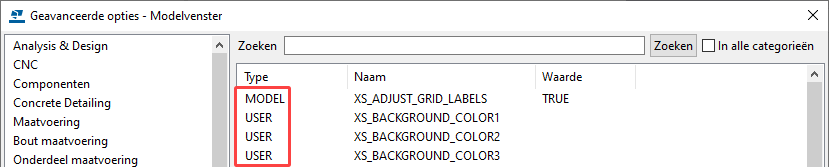 Geavanceerde opties - Modelvenster
Zoeken
Zoeken
In alle categorieën
Analysis & Design
CNC
Componenten
Concrete Detailing
Maatvoering
Bout maatvoering
Onderdeel maatvoering
Type Naam Waarde
MODEL XS_ADJUST_GRID_LABELS TRUE
USER XS_BACKGROUND_COLOR1
USER XS_BACKGROUND_COLOR2
USER XS_BACKGROUND_COLOR3